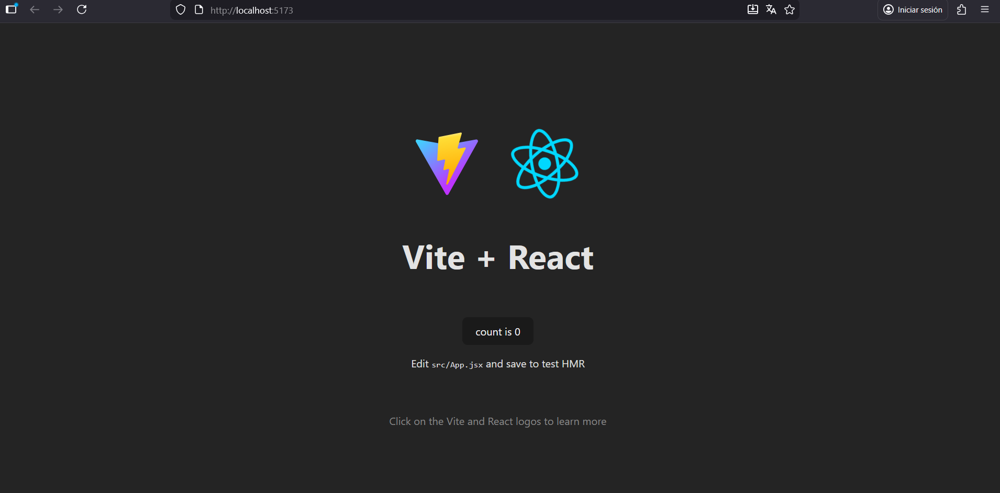 http://localhost:5173
Iniciar sesión
Vite + React
count is 0
Edit src/App.jsx and save to test HMR
Click on the Vite and React logos to learn more